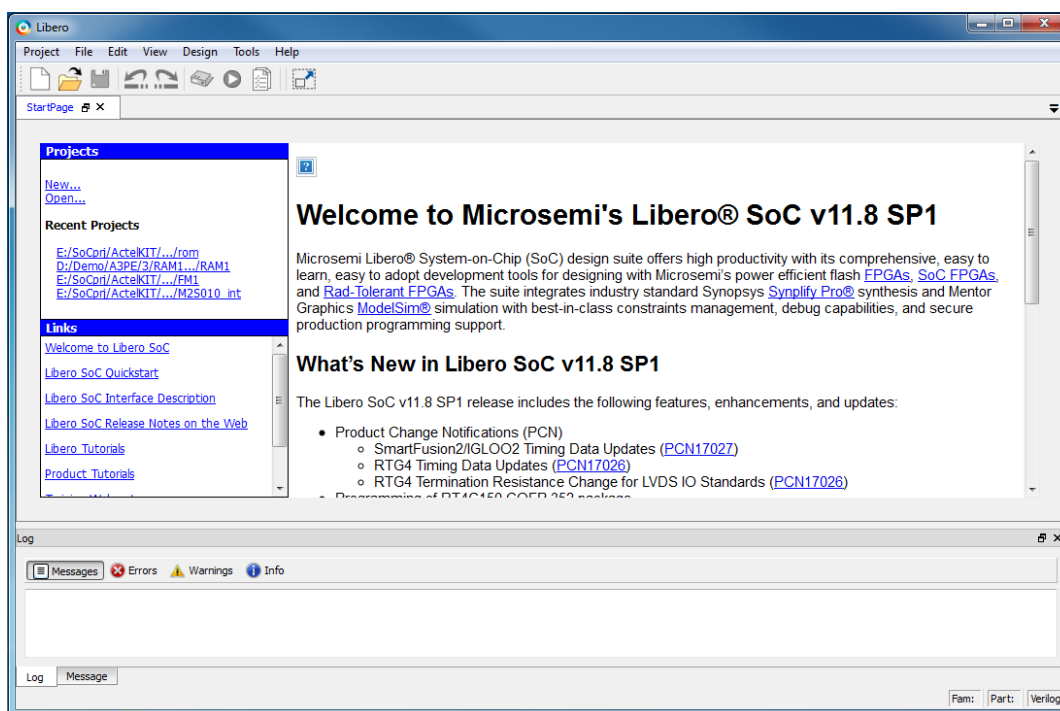 Libero
Project File Edit View Design Tools Help
StartPage
Projects
New...
Open...
Recent Projects
E:/SoCprj/ActelKIT/.../rom
D:/Demo/A3PE/3/RAM1.../RAM1
E:/SoCprj/ActelKIT/.../FM1
E:/SoCprj/ActelKIT/.../M2S010_int
Links
Welcome to Libero SoC
Libero SoC Quickstart
Libero SoC Interface Description
Libero SoC Release Notes on the Web
Libero Tutorials
Product Tutorials
Welcome to Microsemi's Libero® SoC v11.8 SP1
Microsemi Libero® System-on-Chip (SoC) design suite offers high productivity with its comprehensive, easy to
learn, easy to adopt development tools for designing with Microsemi's power efficient flash FPGAs, SoC FPGAs,
and Rad-Tolerant FPGAs. The suite integrates industry standard Synopsys Synplify Pro® synthesis and Mentor
Graphics ModelSim® simulation with best-in-class constraints management, debug capabilities, and secure
production programming support.
What's New in Libero SoC v11.8 SP1
The Libero SoC v11.8 SP1 release includes the following features, enhancements, and updates:
• Product Change Notifications (PCN)
◦ SmartFusion2/IGLOO2 Timing Data Updates (PCN17027)
◦ RTG4 Timing Data Updates (PCN17026)
◦ RTG4 Termination Resistance Change for LVDS IO Standards (PCN17026)
Log
Messages Errors Warnings Info
Log Message
Fam: Part: Verilog